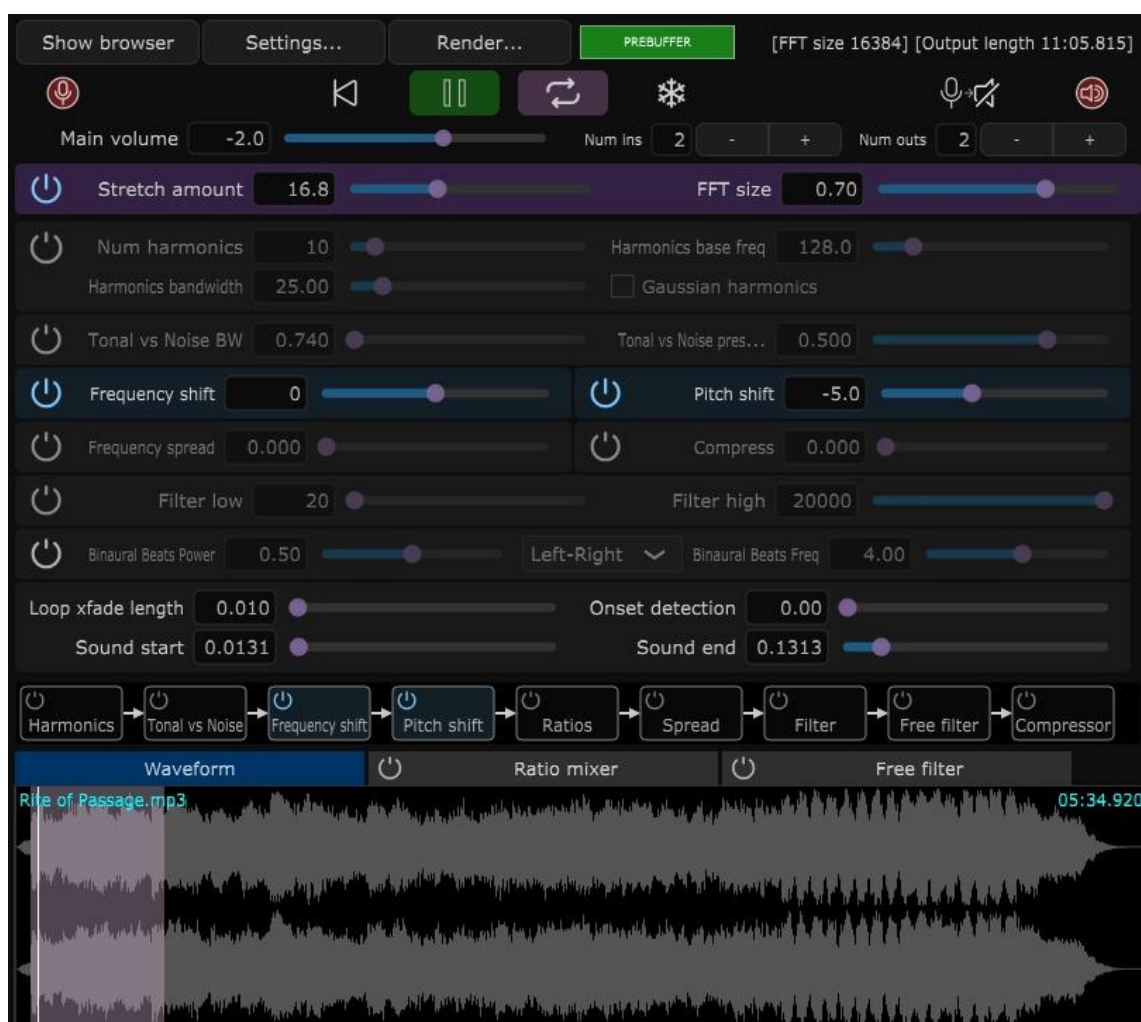 Show browser Settings... Render... PREBUFFER [FFT size 16384] [Output length 11:05.815]
Main volume -2.0 Num ins 2 - + Num outs 2 - +
Stretch amount 16.8 FFT size 0.70
Num harmonics 10 Harmonics base freq 128.0
Harmonics bandwidth 25.00 Gaussian harmonics
Tonal vs Noise BW 0.740 Tonal vs Noise pres... 0.500
Frequency shift 0 Pitch shift -5.0
Frequency spread 0.000 Compress 0.000
Filter low 20 Filter high 20000
Binaural Beats Power 0.50 Left-Right Binaural Beats Freq 4.00
Loop xfade length 0.010 Onset detection 0.00
Sound start 0.0131 Sound end 0.1313
Harmonics Tonal vs Noise Frequency shift Pitch shift Ratios Spread Filter Free filter Compressor
Waveform Ratio mixer Free filter
Rite of Passage.mp3 05:34.920